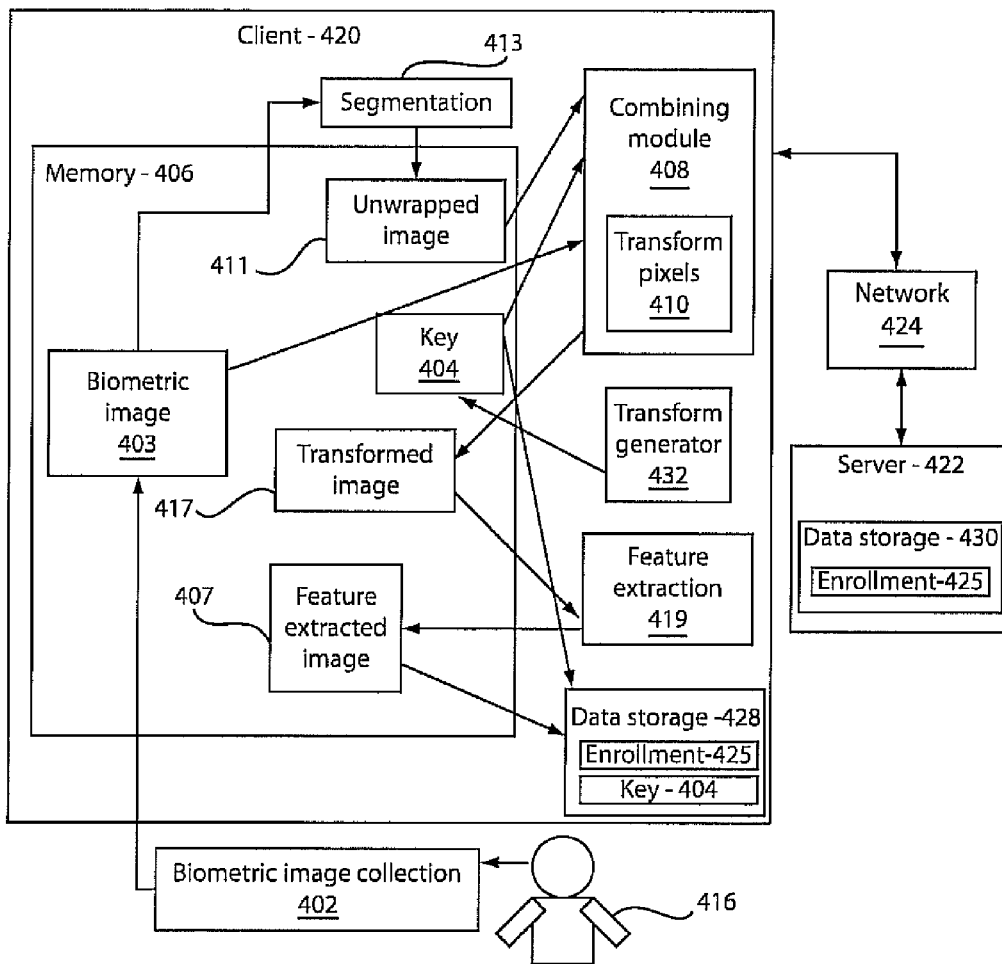 Client - 420
413
Segmentation
Combining
module
408
Memory - 406
Unwrapped
image
411
Transform
pixels
410
Network
424
Key
404
Biometric
image
403
Transform
generator
432
Transformed
image
417
Server - 422
Data storage - 430
Enrollment-425
Feature
extraction
419
407
Feature
extracted
image
Data storage -428
Enrollment-425
Key - 404
Biometric image collection
402
416